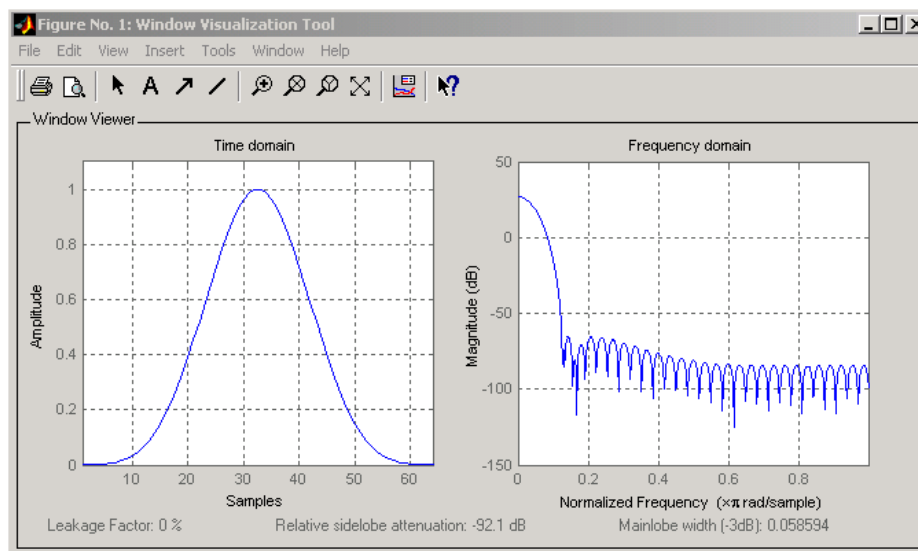 Figure No. 1: Window Visualization Tool
File Edit View Insert Tools Window Help
A
Window Viewer
Time domain
Frequency domain
1
0.8
0.6
0.4
0.2
0
10 20 30 40 50 60
Amplitude
Samples
50
0
-50
-100
-150
0 0.2 0.4 0.6 0.8
Magnitude (dB)
Normalized Frequency (×π rad/sample)
Leakage Factor: 0 % Relative sidelobe attenuation: -92.1 dB Mainlobe width (-3dB): 0.058594